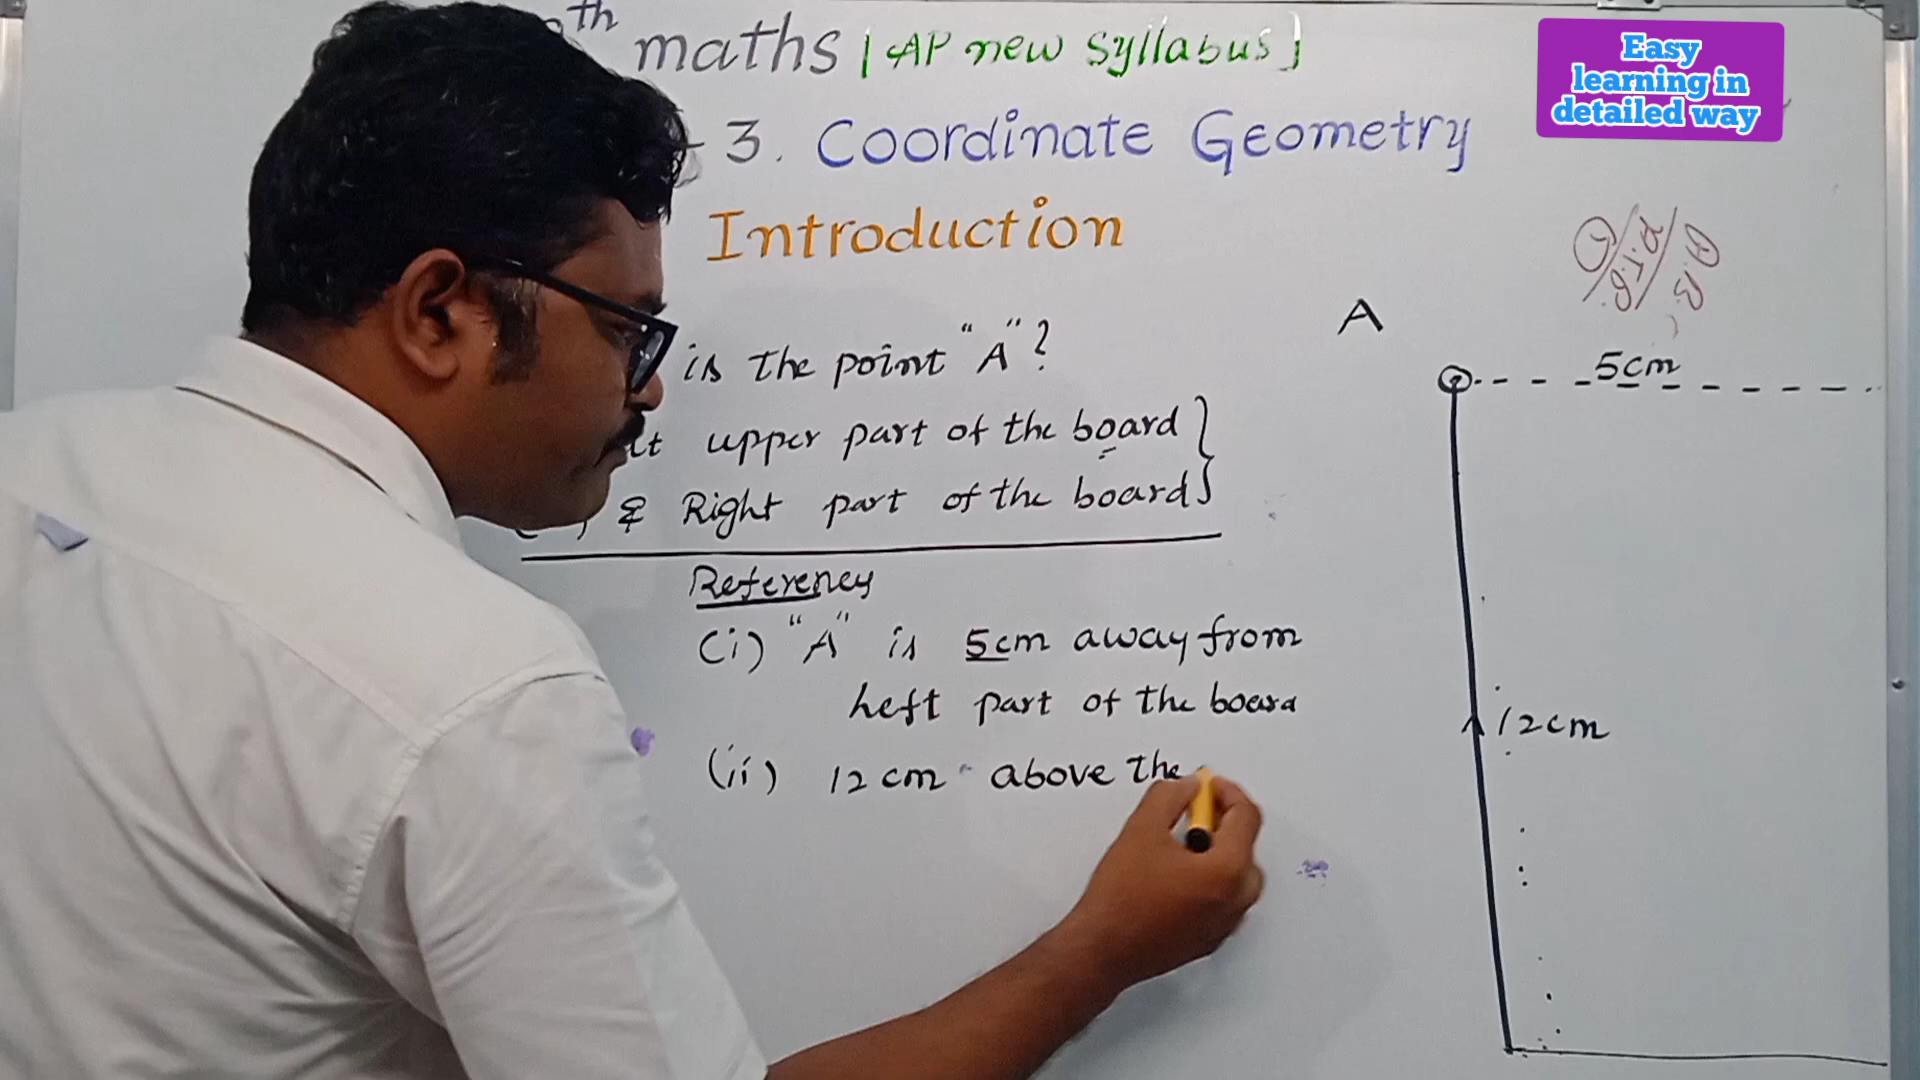 th maths [AP new Syllabus]
3. Coordinate Geometry
Introduction
Easy
learning in
detailed way
is the point "A"?
upper part of the board
& Right part of the board
Referency
(i) "A" is 5cm away from
heft part of the board
(ii) 12 cm above the
A
5cm
12cm